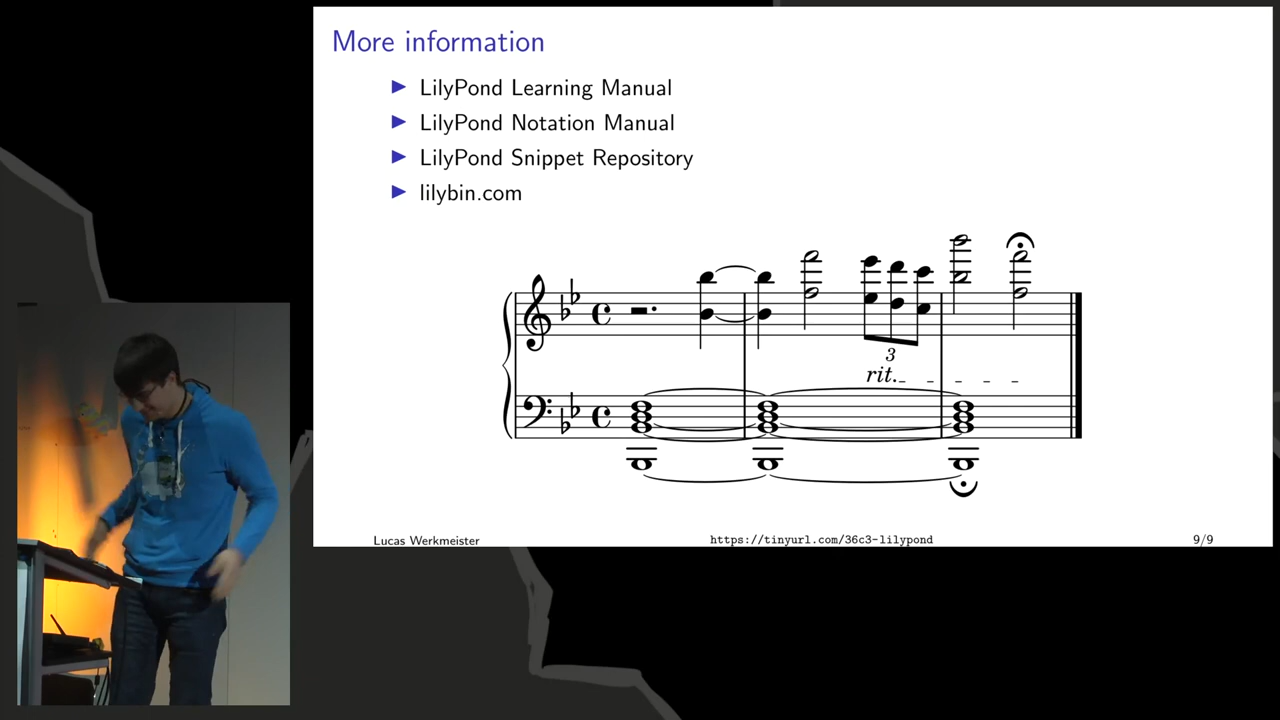 More information
LilyPond Learning Manual
LilyPond Notation Manual
LilyPond Snippet Repository
lilybin.com
3
rit.
Lucas Werkmeister https://tinyurl.com/36c3-lilypond 9/9